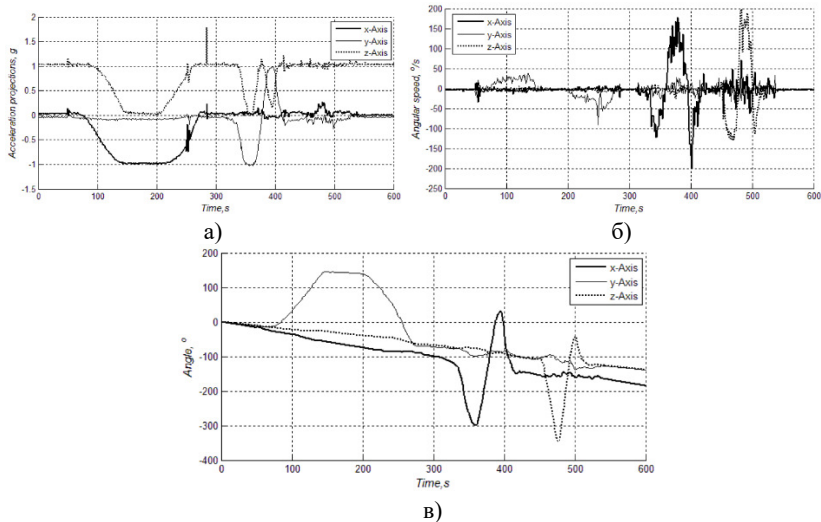 2
1.5
1
0.5
0
-0.5
-1
-1.5
0 100 200 300 400 500 600
Acceleration projections, g
Time,s
x-Axis
y-Axis
z-Axis
а)
200
150
100
50
0
-50
-100
-150
-200
-250
0 100 200 300 400 500 600
Angular speed, º/s
Time,s
x-Axis
y-Axis
z-Axis
б)
200
100
0
-100
-200
-300
-400
0 100 200 300 400 500 600
Angle, º
Time,s
x-Axis
y-Axis
z-Axis
в)